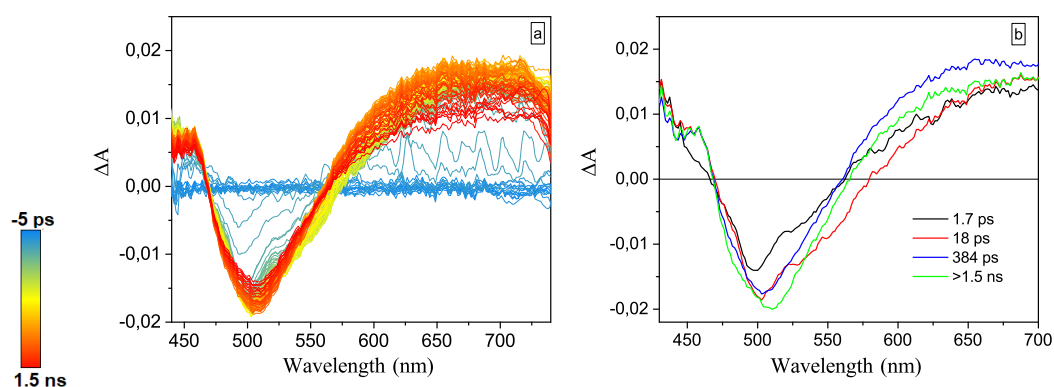 a
0,02
0,01
0,00
-0,01
-0,02
ΔA
450 500 550 600 650 700
Wavelength (nm)
-5 ps
1.5 ns
b
0,02
0,01
0,00
-0,01
-0,02
ΔA
1.7 ps
18 ps
384 ps
>1.5 ns
450 500 550 600 650 700
Wavelength (nm)